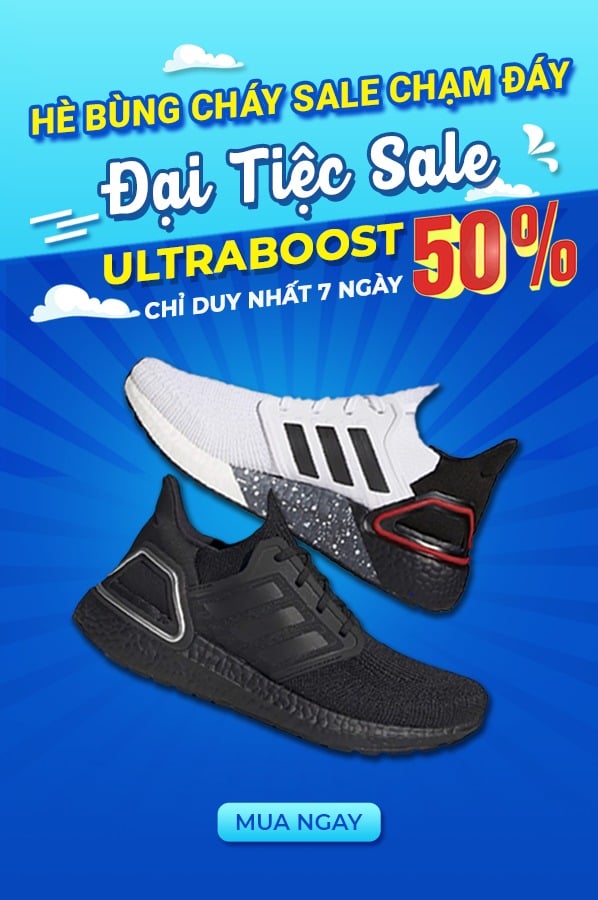 HÈ BÙNG CHÁY SALE CHẠM ĐÁY
Đại Tiệc Sale
ULTRABOOST 50%
CHỈ DUY NHẤT 7 NGÀY
MUA NGAY